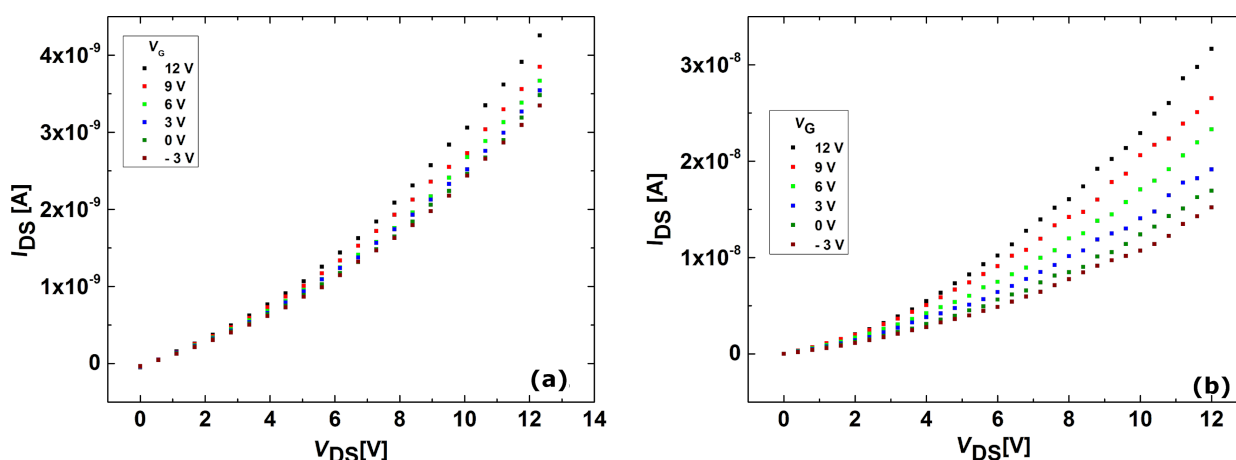 4x10⁻⁹
3x10⁻⁹
2x10⁻⁹
1x10⁻⁹
0
I_DS [A]
V_G
12 V
9 V
6 V
3 V
0 V
- 3 V
(a)
0 2 4 6 8 10 12 14
V_DS[V]
3x10⁻⁸
2x10⁻⁸
1x10⁻⁸
0
I_DS [A]
V_G
12 V
9 V
6 V
3 V
0 V
- 3 V
(b)
0 2 4 6 8 10 12
V_DS[V]